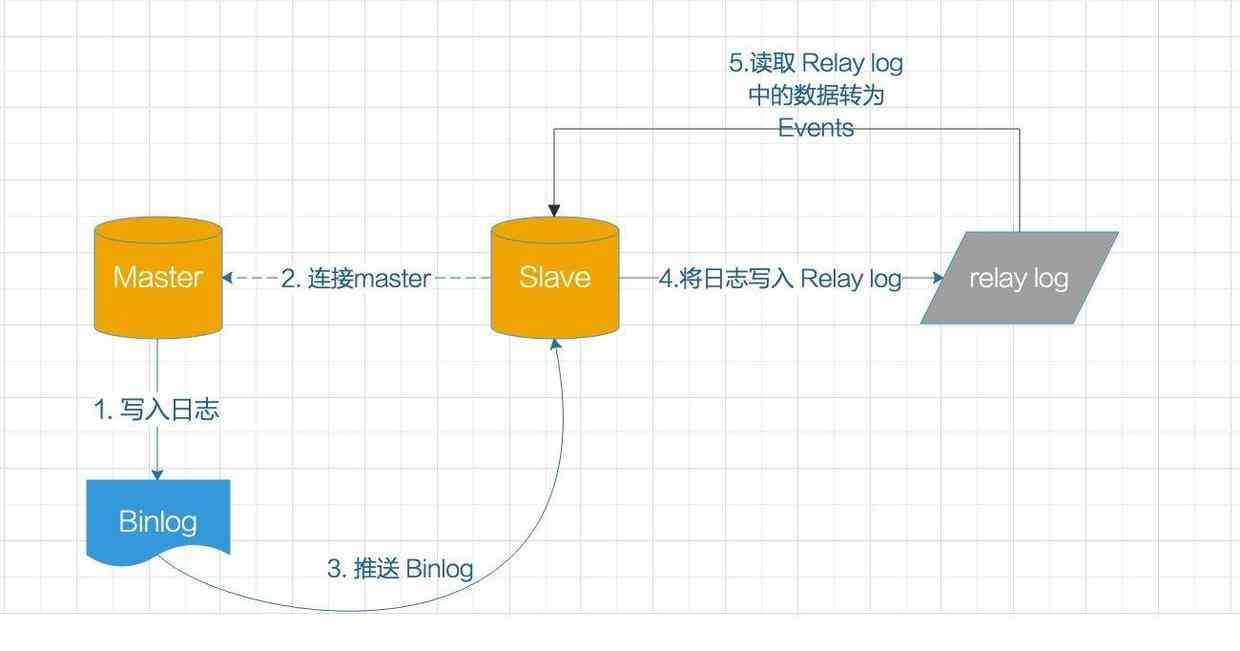 5.读取 Relay log
中的数据转为
Events
Master
2. 连接master
Slave
4.将日志写入 Relay log
relay log
1. 写入日志
Binlog
3. 推送 Binlog